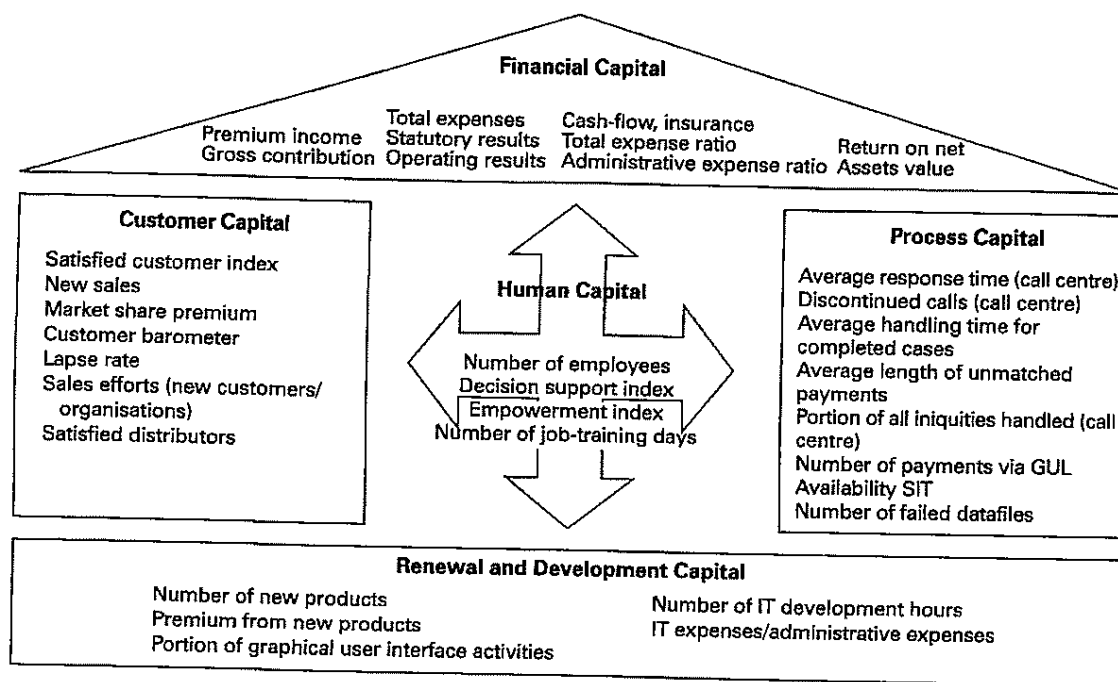 Financial Capital
Premium income
Gross contribution
Total expenses
Statutory results
Operating results
Cash-flow, insurance
Total expense ratio
Administrative expense ratio
Return on net
Assets value
Customer Capital
Satisfied customer index
New sales
Market share premium
Customer barometer
Lapse rate
Sales efforts (new customers/
organisations)
Satisfied distributors
Human Capital
Number of employees
Decision support index
Empowerment index
Number of job-training days
Process Capital
Average response time (call centre)
Discontinued calls (call centre)
Average handling time for
completed cases
Average length of unmatched
payments
Portion of all iniquities handled (call
centre)
Number of payments via GUL
Availability SIT
Number of failed datafiles
Renewal and Development Capital
Number of new products
Premium from new products
Portion of graphical user interface activities
Number of IT development hours
IT expenses/administrative expenses